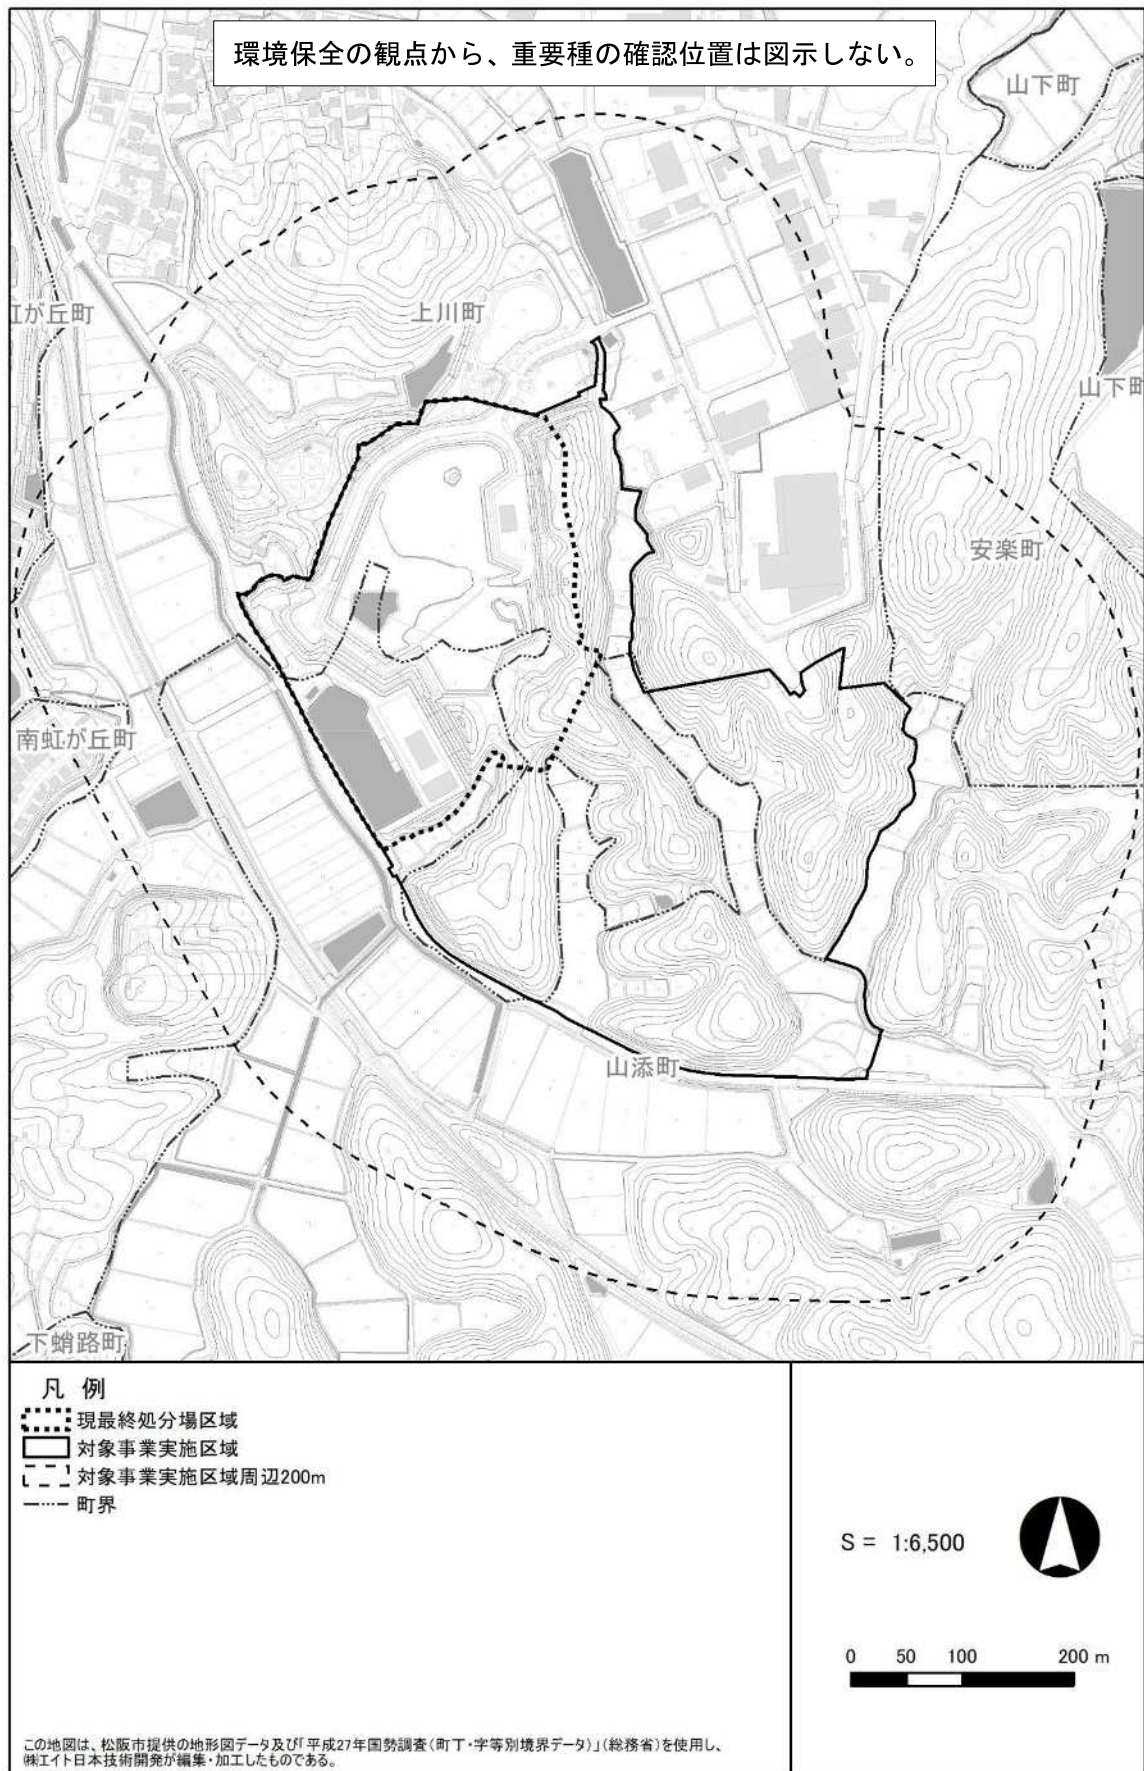 環境保全の観点から、重要種の確認位置は図示しない。
山下町
虹が丘町
上川町
山下町
安楽町
南虹が丘町
山添町
下蛸路町
凡 例
現最終処分場区域
対象事業実施区域
対象事業実施区域周辺200m
町界
S = 1:6,500
0 50 100 200 m
この地図は、松阪市提供の地形図データ及び「平成27年国勢調査(町丁・字等別境界データ)」(総務省)を使用し、
㈱エイト日本技術開発が編集・加工したものである。